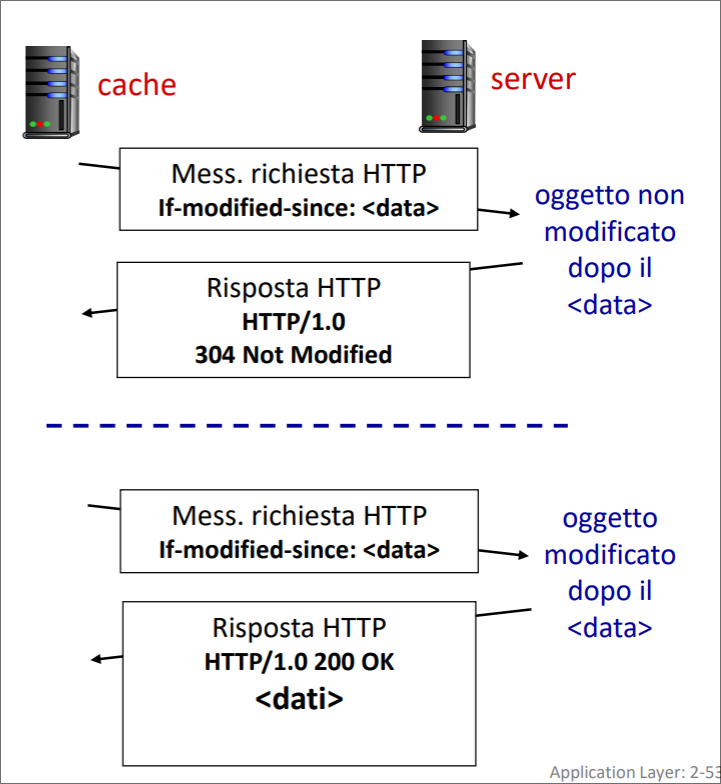 cache
server
Mess. richiesta HTTP
If-modified-since: <data>
oggetto non
modificato
dopo il
<data>
Risposta HTTP
HTTP/1.0
304 Not Modified
Mess. richiesta HTTP
If-modified-since: <data>
oggetto
modificato
dopo il
<data>
Risposta HTTP
HTTP/1.0 200 OK
<dati>
Application Layer: 2-53